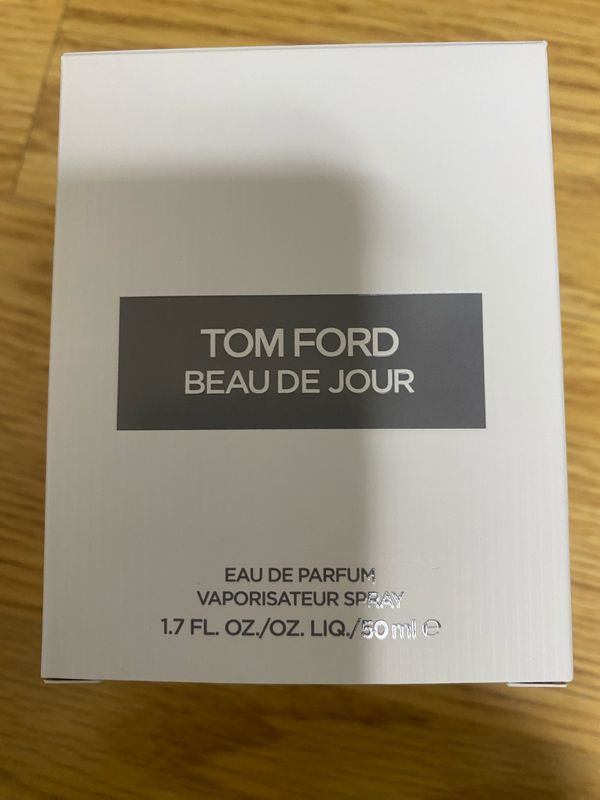 TOM FORD
BEAU DE JOUR
EAU DE PARFUM
VAPORISATEUR SPRAY
1.7 FL. OZ./OZ. LIQ./50 ml ℮